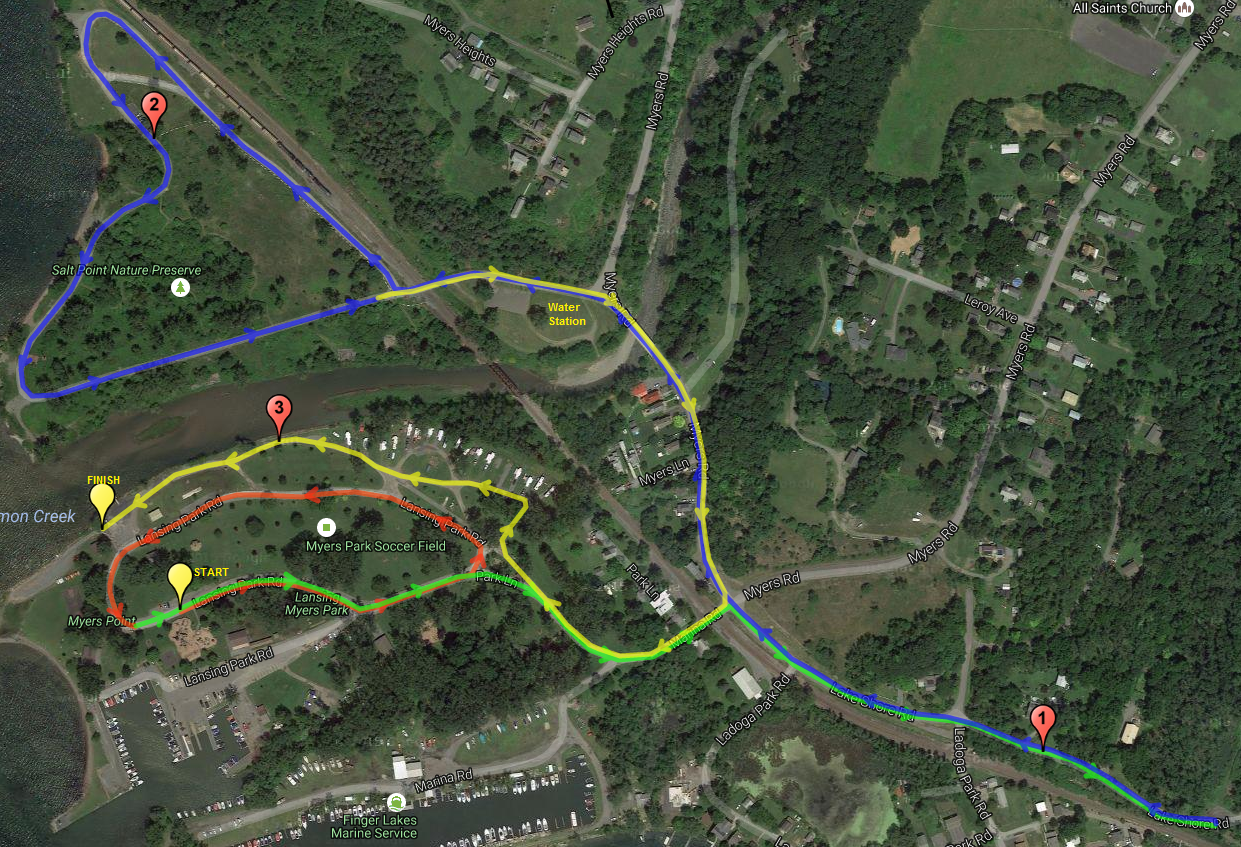 All Saints Church
Myers Rd
Myers Heights Rd
Myers Heights
Myers Rd
2
Myers Rd
Salt Point Nature Preserve
Leroy Ave
Water
Station
Myers Rd
3
Myers Ln
FINISH
mon Creek
Lansing Park Rd
Lansing Park Rd
Myers Park Soccer Field
Myers Rd
START
Lansing Park Rd
Park Ln
Park Ln
Myers Rd
Lansing
Myers Park
Myers Point
Lansing Park Rd
Ladoga Park Rd
Lake Shore Rd
1
Ladoga Park Rd
Marina Rd
Finger Lakes
Marine Service
Lake Shore Rd
Park Rd